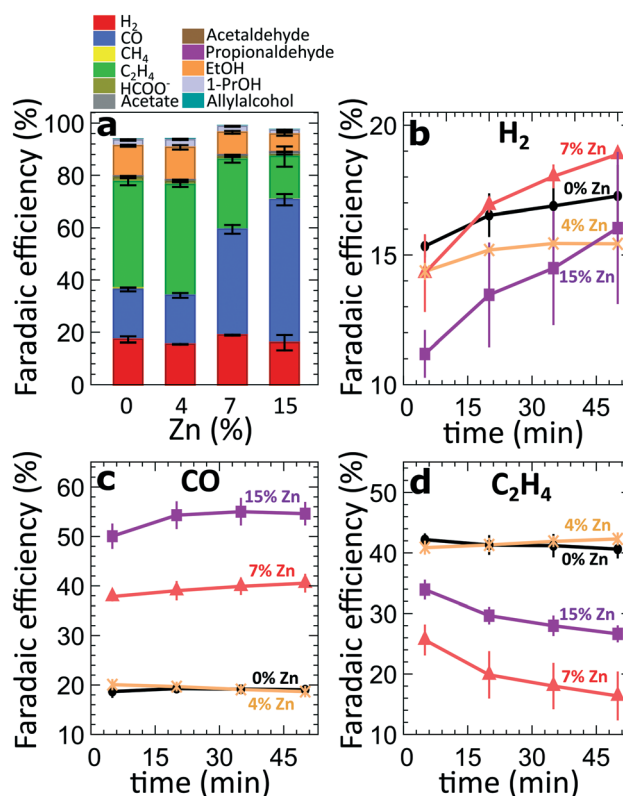 H₂
CO
CH₄
C₂H₄
HCOO⁻
Acetate
Acetaldehyde
Propionaldehyde
EtOH
1-PrOH
Allylalcohol
a
Faradaic efficiency (%)
100
80
60
40
20
0
0 4 7 15
Zn (%)
b
H₂
Faradaic efficiency (%)
20
15
10
7% Zn
0% Zn
4% Zn
15% Zn
0 15 30 45
time (min)
c
CO
Faradaic efficiency (%)
60
50
40
30
20
10
15% Zn
7% Zn
0% Zn
4% Zn
0 15 30 45
time (min)
d
C₂H₄
Faradaic efficiency (%)
50
40
30
20
10
4% Zn
0% Zn
15% Zn
7% Zn
0 15 30 45
time (min)